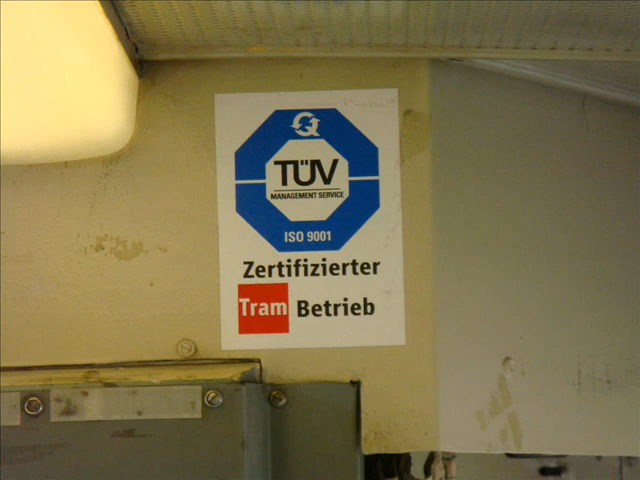 TÜV
MANAGEMENT SERVICE
ISO 9001
Zertifizierter
Tram Betrieb